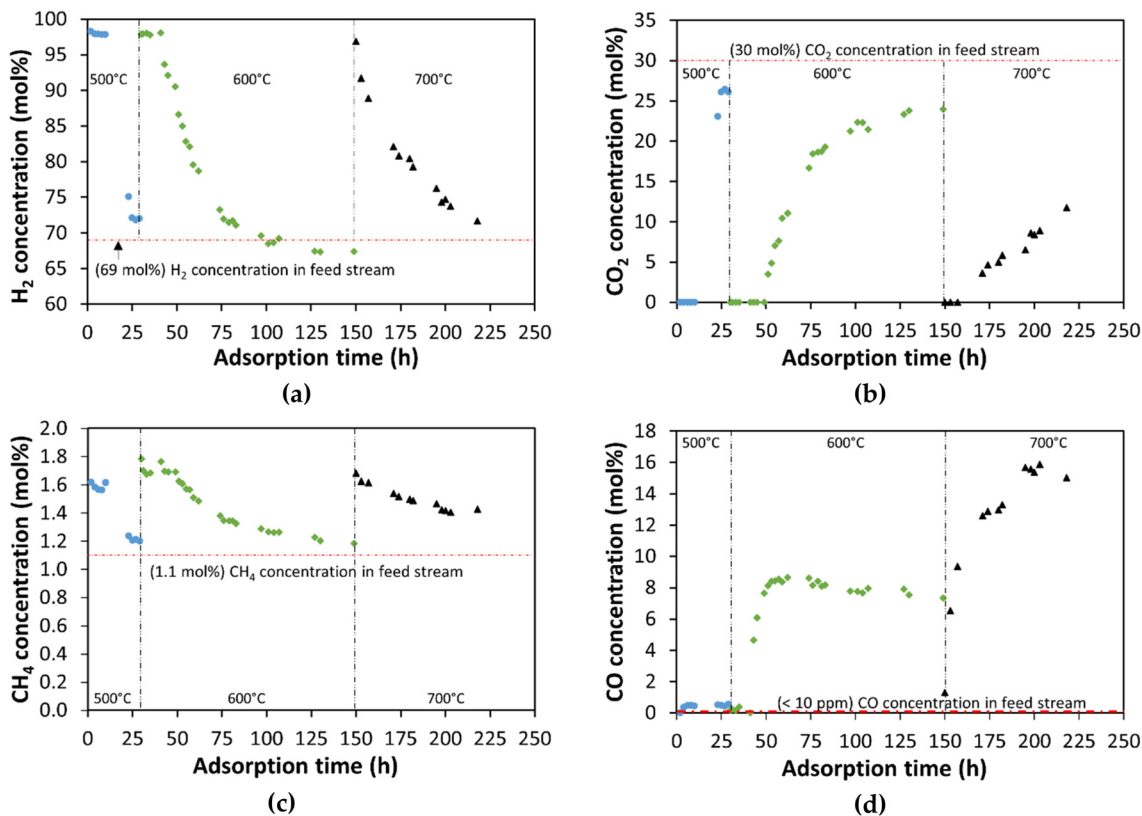 100
95
90
85
80
75
70
65
60
H2 concentration (mol%)
500°C
600°C
700°C
(69 mol%) H2 concentration in feed stream
0 25 50 75 100 125 150 175 200 225 250
Adsorption time (h)
(a)
35
30
25
20
15
10
5
0
CO2 concentration (mol%)
(30 mol%) CO2 concentration in feed stream
500°C
600°C
700°C
0 25 50 75 100 125 150 175 200 225 250
Adsorption time (h)
(b)
2.0
1.8
1.6
1.4
1.2
1.0
0.8
0.6
0.4
0.2
0.0
CH4 concentration (mol%)
(1.1 mol%) CH4 concentration in feed stream
500°C
600°C
700°C
0 25 50 75 100 125 150 175 200 225 250
Adsorption time (h)
(c)
18
16
14
12
10
8
6
4
2
0
CO concentration (mol%)
500°C
600°C
700°C
(< 10 ppm) CO concentration in feed stream
0 25 50 75 100 125 150 175 200 225 250
Adsorption time (h)
(d)